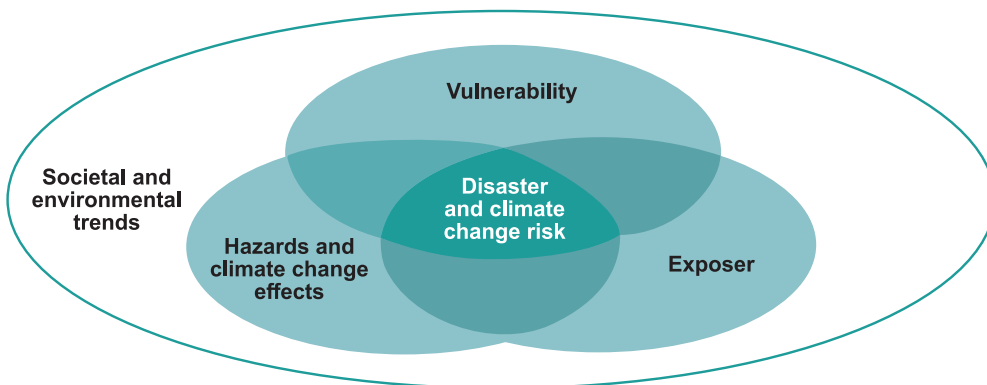 Vulnerability
Societal and
environmental
trends
Disaster
and climate
change risk
Hazards and
climate change
effects
Exposer